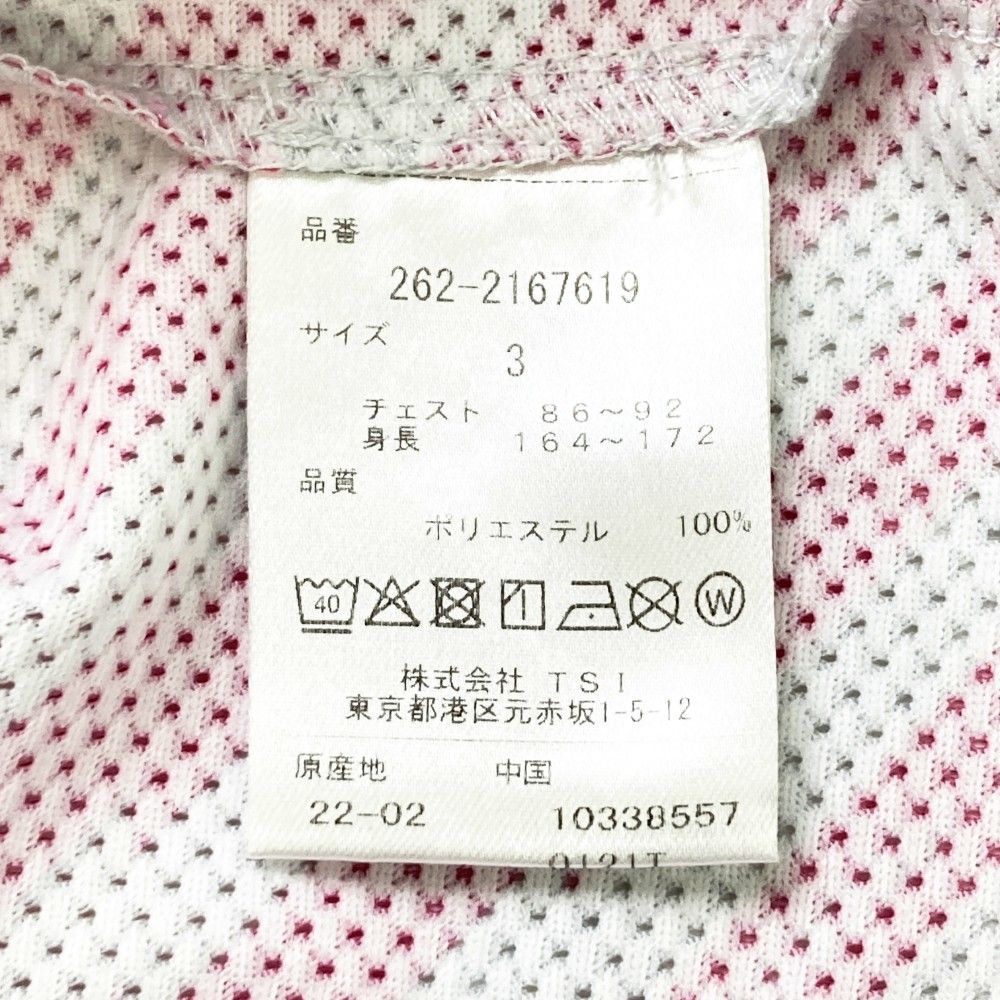 品番
262-2167619
サイズ
3
チェスト 86~92
身長 164~172
品質
ポリエステル 100%
40 W
株式会社 TSI
東京都港区元赤坂1-5-12
原産地 中国
22-02 10338557
0121T